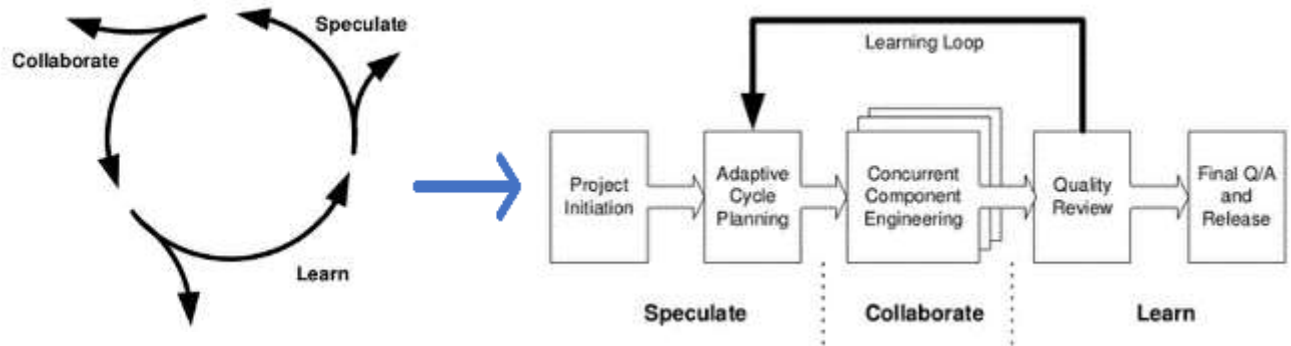 Speculate
Collaborate
Learn
Learning Loop
Project
Initiation
Adaptive
Cycle
Planning
Concurrent
Component
Engineering
Quality
Review
Final Q/A
and
Release
Speculate
Collaborate
Learn